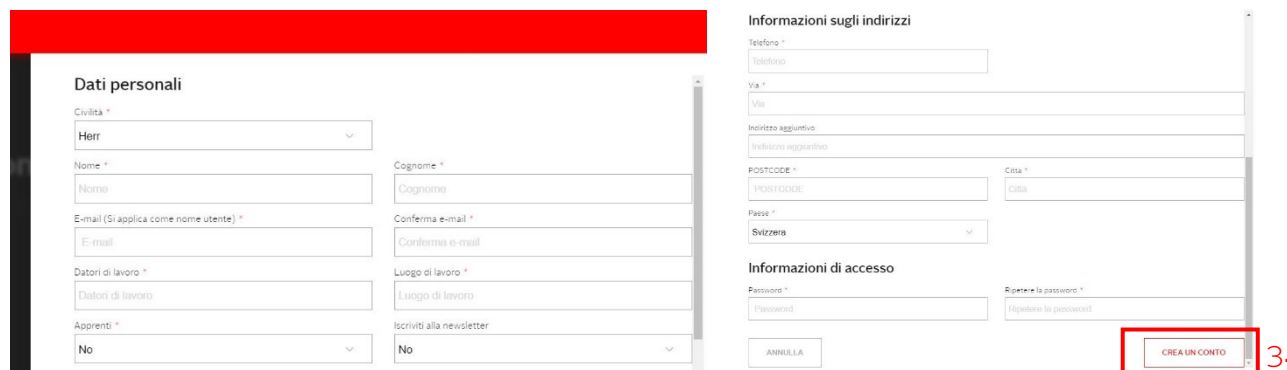 Dati personali
Civilità *
Herr
Nome *
Cognome *
Nome
Cognome
E-mail (Si applica come nome utente) *
Conferma e-mail *
E-mail
Conferma e-mail
Datori di lavoro *
Luogo di lavoro *
Datori di lavoro
Luogo di lavoro
Apprenti *
Iscriviti alla newsletter
No
No
Informazioni sugli indirizzi
Telefono *
Telefono
Via *
Via
Indirizzo aggiuntivo
Indirizzo aggiuntivo
POSTCODE *
Citta *
POSTCODE
Citta
Paese *
Svizzera
Informazioni di accesso
Password *
Ripetere la password *
Password
Ripetere la password
ANNULLA
CREA UN CONTO
3